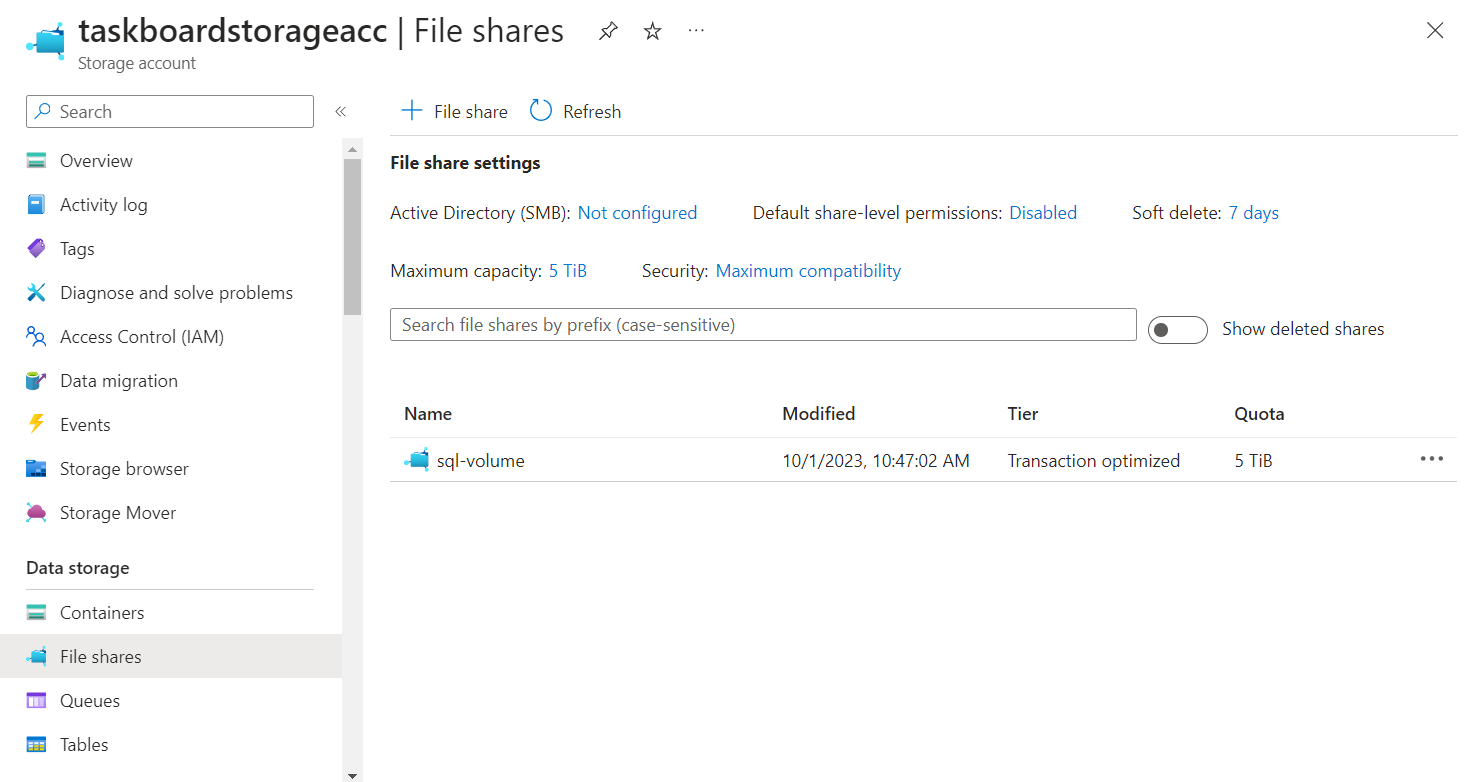 taskboardstorageacc | File shares
Storage account
Search
Overview
Activity log
Tags
Diagnose and solve problems
Access Control (IAM)
Data migration
Events
Storage browser
Storage Mover
Data storage
Containers
File shares
Queues
Tables
File share Refresh
File share settings
Active Directory (SMB): Not configured Default share-level permissions: Disabled Soft delete: 7 days
Maximum capacity: 5 TiB Security: Maximum compatibility
Search file shares by prefix (case-sensitive) Show deleted shares
Name Modified Tier Quota
sql-volume 10/1/2023, 10:47:02 AM Transaction optimized 5 TiB